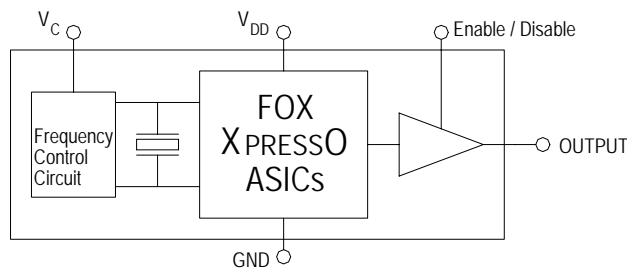 VC
VDD
Enable / Disable
Frequency
Control
Circuit
FOX
XPRESSO
ASICs
OUTPUT
GND